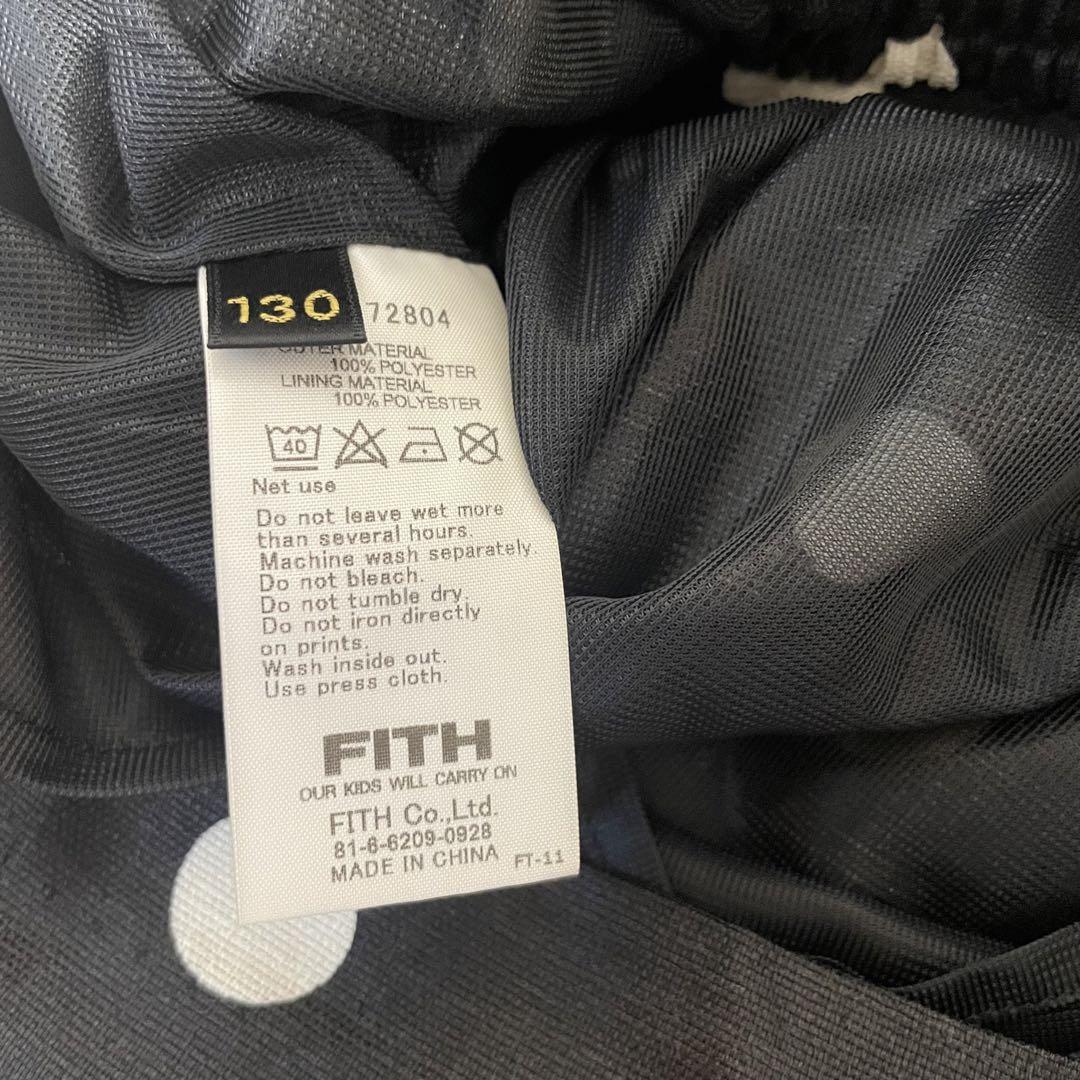 130
72804
OUTER MATERIAL
100% POLYESTER
LINING MATERIAL
100% POLYESTER
40
Net use
Do not leave wet more
than several hours.
Machine wash separately.
Do not bleach.
Do not tumble dry.
Do not iron directly
on prints.
Wash inside out.
Use press cloth.
FITH
OUR KIDS WILL CARRY ON
FITH Co.,Ltd.
81-6-6209-0928
MADE IN CHINA
FT-11